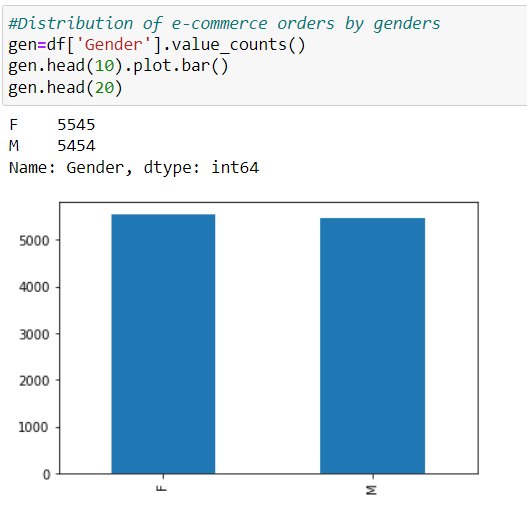 #Distribution of e-commerce orders by genders
gen=df['Gender'].value_counts()
gen.head(10).plot.bar()
gen.head(20)
F    5545
M    5454
Name: Gender, dtype: int64
5000
4000
3000
2000
1000
0
F
M